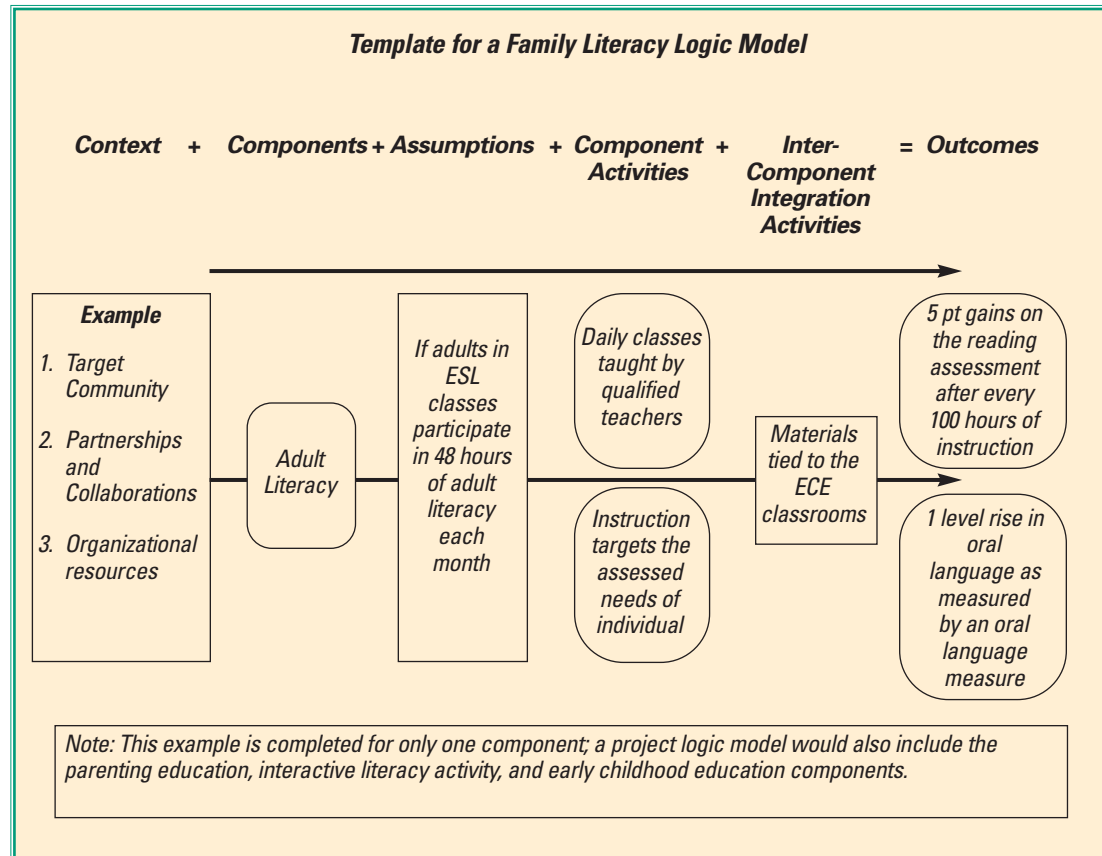 Template for a Family Literacy Logic Model
Context + Components + Assumptions + Component + Inter- = Outcomes
Activities Component
Integration
Activities
Example
1. Target
Community
2. Partnerships
and
Collaborations
3. Organizational
resources
Adult
Literacy
If adults in
ESL
classes
participate
in 48 hours
of adult
literacy
each
month
Daily classes
taught by
qualified
teachers
Instruction
targets the
assessed
needs of
individual
Materials
tied to the
ECE
classrooms
5 pt gains on
the reading
assessment
after every
100 hours of
instruction
1 level rise in
oral
language as
measured
by an oral
language
measure
Note: This example is completed for only one component; a project logic model would also include the
parenting education, interactive literacy activity, and early childhood education components.